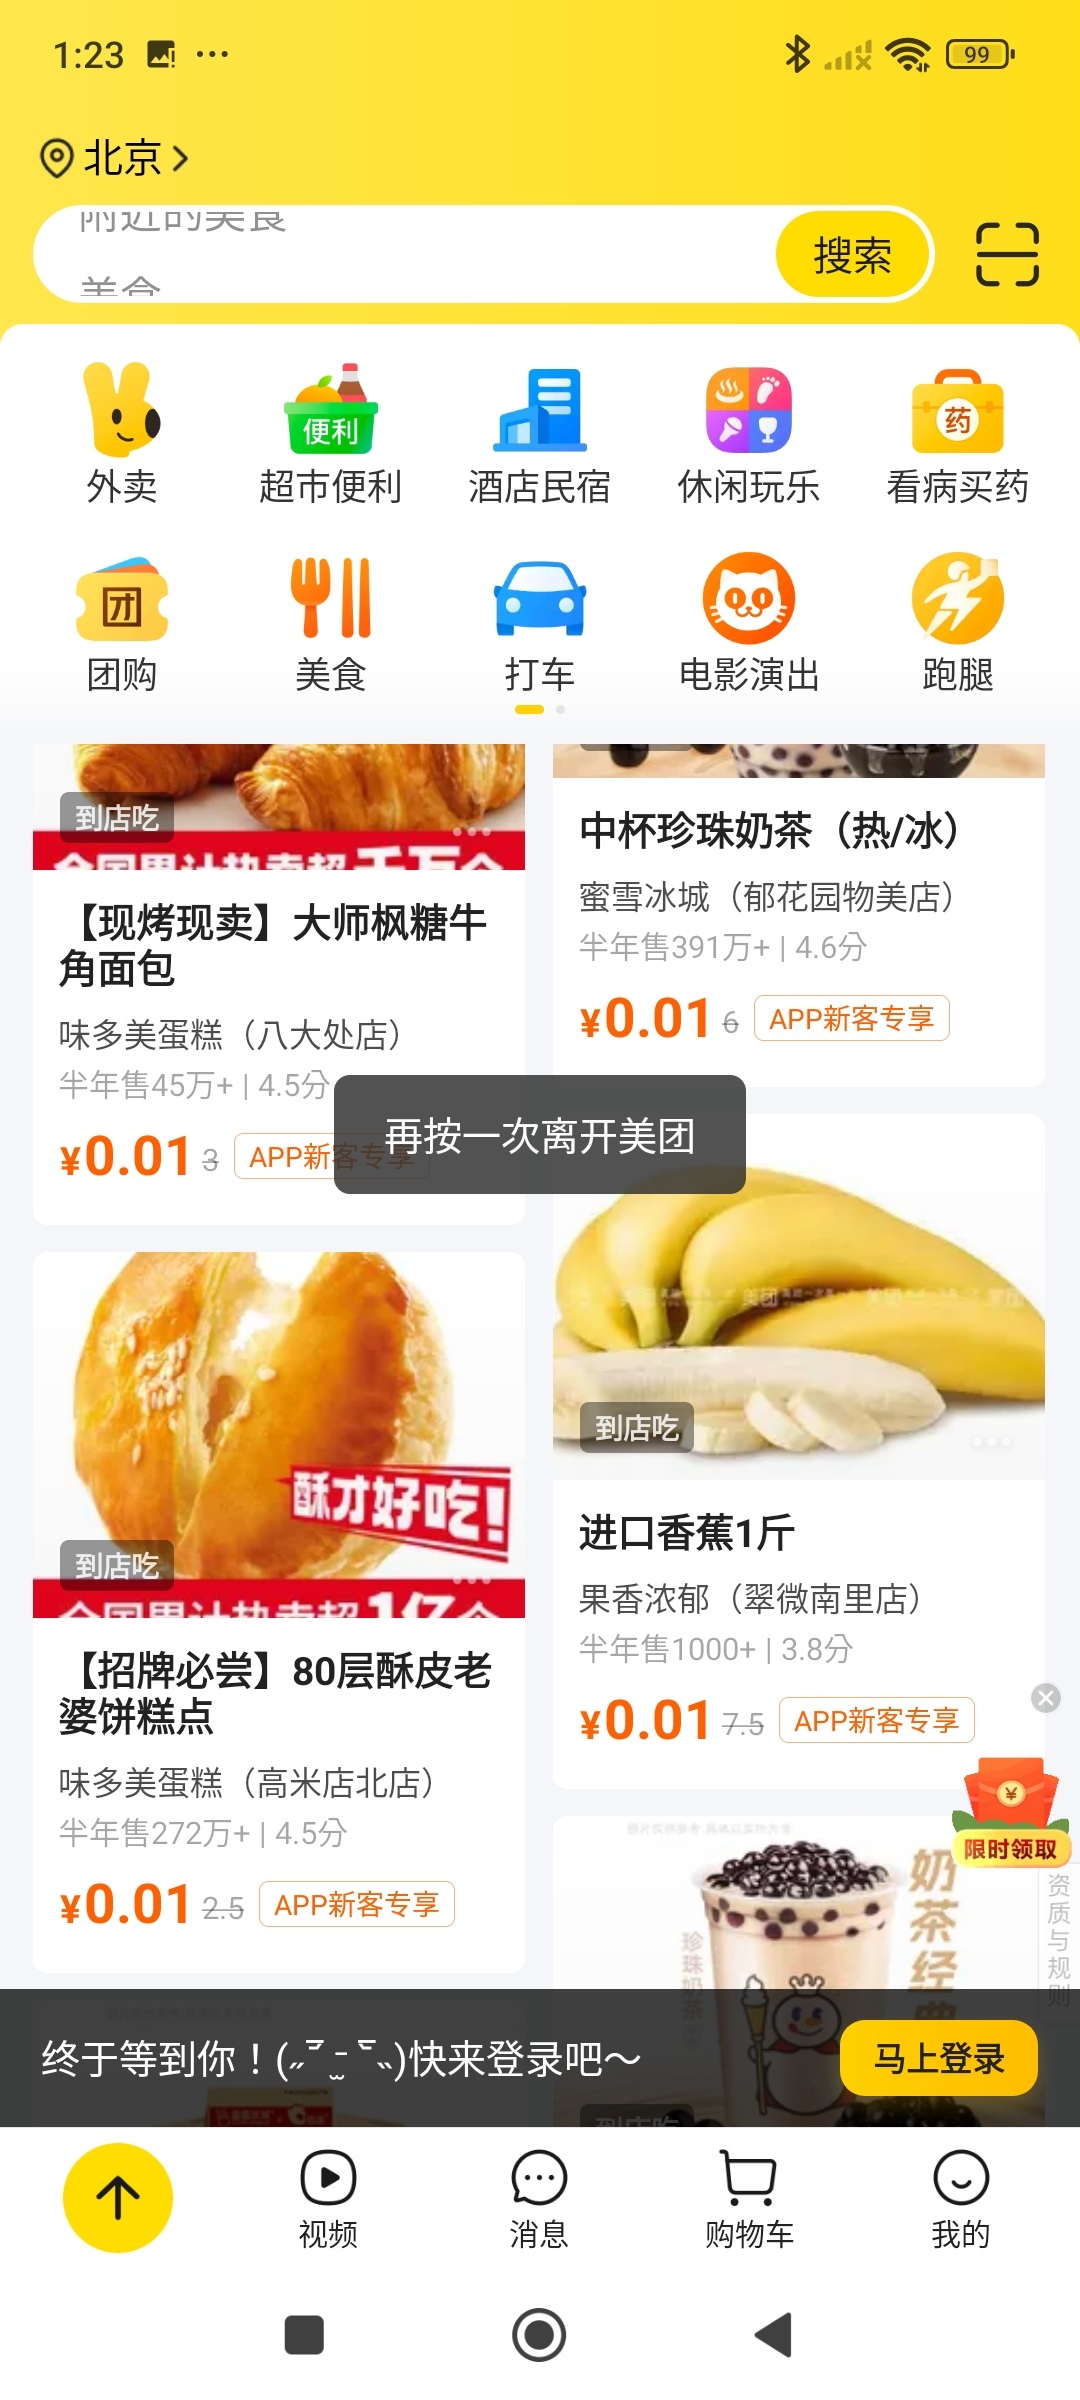 1:23
99
北京
附近的美食
美食
搜索
便利
药
外卖
超市便利
酒店民宿
休闲玩乐
看病买药
团
团购
美食
打车
电影演出
跑腿
到店吃
全国累计热卖超千万个
【现烤现卖】大师枫糖牛
角面包
味多美蛋糕（八大处店）
半年售45万+ | 4.5分
¥0.01 3 APP新客专享
中杯珍珠奶茶（热/冰）
蜜雪冰城（郁花园物美店）
半年售391万+ | 4.6分
¥0.01 6 APP新客专享
再按一次离开美团
酥才好吃!
到店吃
全国累计热卖超1亿个
【招牌必尝】80层酥皮老
婆饼糕点
味多美蛋糕（高米店北店）
半年售272万+ | 4.5分
¥0.01 2.5 APP新客专享
美团
到店吃
进口香蕉1斤
果香浓郁（翠微南里店）
半年售1000+ | 3.8分
¥0.01 7.5 APP新客专享
¥
限时领取
资质与规则
奶茶经典
珍珠奶茶
到店吃
终于等到你！(˶‾᷄ ⁻̫ ‾᷅˵)快来登录吧～
马上登录
视频
消息
购物车
我的